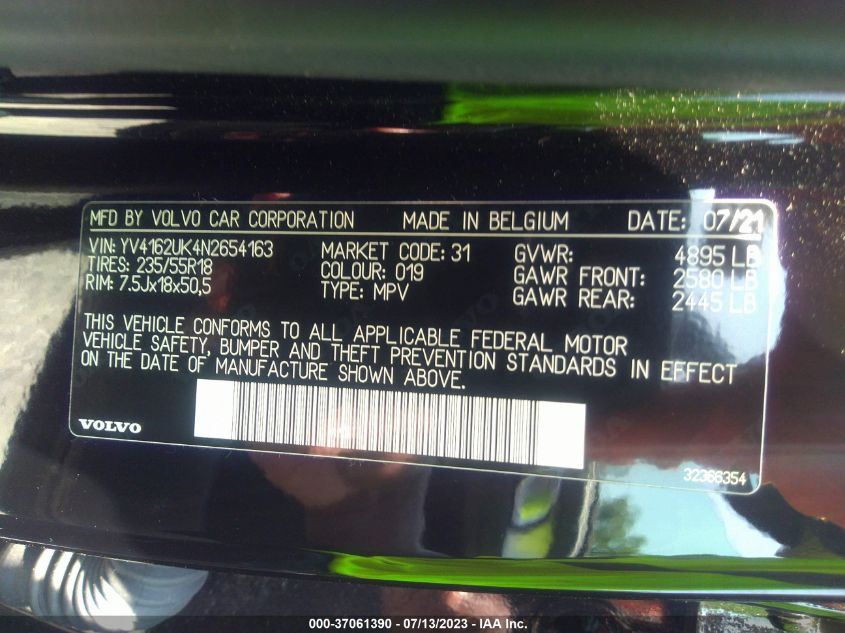 MFD BY VOLVO CAR CORPORATION MADE IN BELGIUM DATE: 07/21
VIN: YV4162UK4N2654163 MARKET CODE: 31 GVWR: 4895 LB
TIRES: 235/55R18 COLOUR: 019 GAWR FRONT: 2580 LB
RIM: 7.5Jx18x50,5 TYPE: MPV GAWR REAR: 2445 LB
THIS VEHICLE CONFORMS TO ALL APPLICABLE FEDERAL MOTOR
VEHICLE SAFETY, BUMPER AND THEFT PREVENTION STANDARDS IN EFFECT
ON THE DATE OF MANUFACTURE SHOWN ABOVE.
VOLVO
32366354
000-37061390 - 07/13/2023 - IAA Inc.